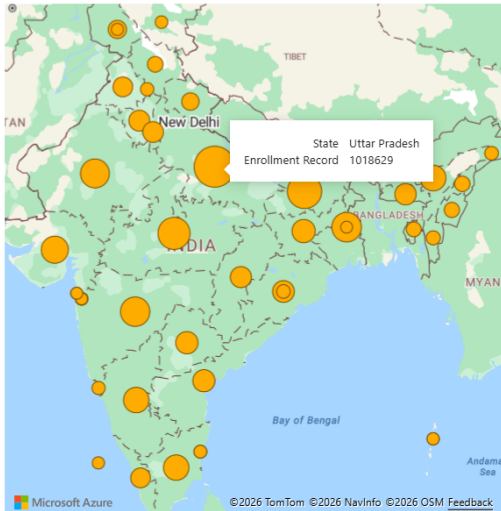 TIBET
TAN
New Delhi
State Uttar Pradesh
Enrollment Record 1018629
BANGLADESH
INDIA
MYAN
Bay of Bengal
Andama
Sea
Microsoft Azure
©2026 TomTom ©2026 NavInfo ©2026 OSM Feedback